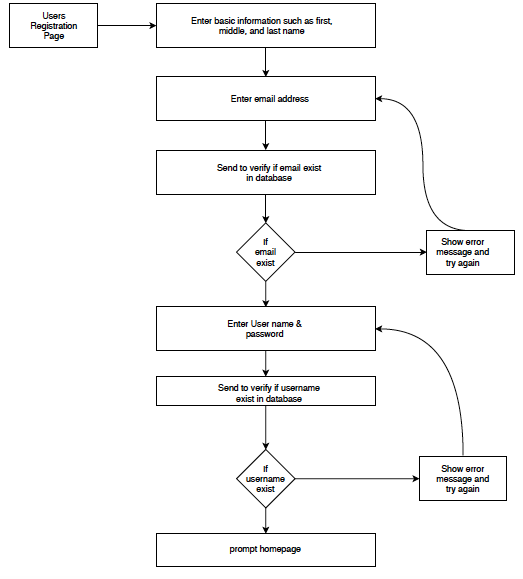 Users
Registration
Page
Enter basic information such as first,
middle, and last name
Enter email address
Send to verify if email exist
in database
If
email
exist
Show error
message and
try again
Enter User name &
password
Send to verify if username
exist in database
If
username
exist
Show error
message and
try again
prompt homepage